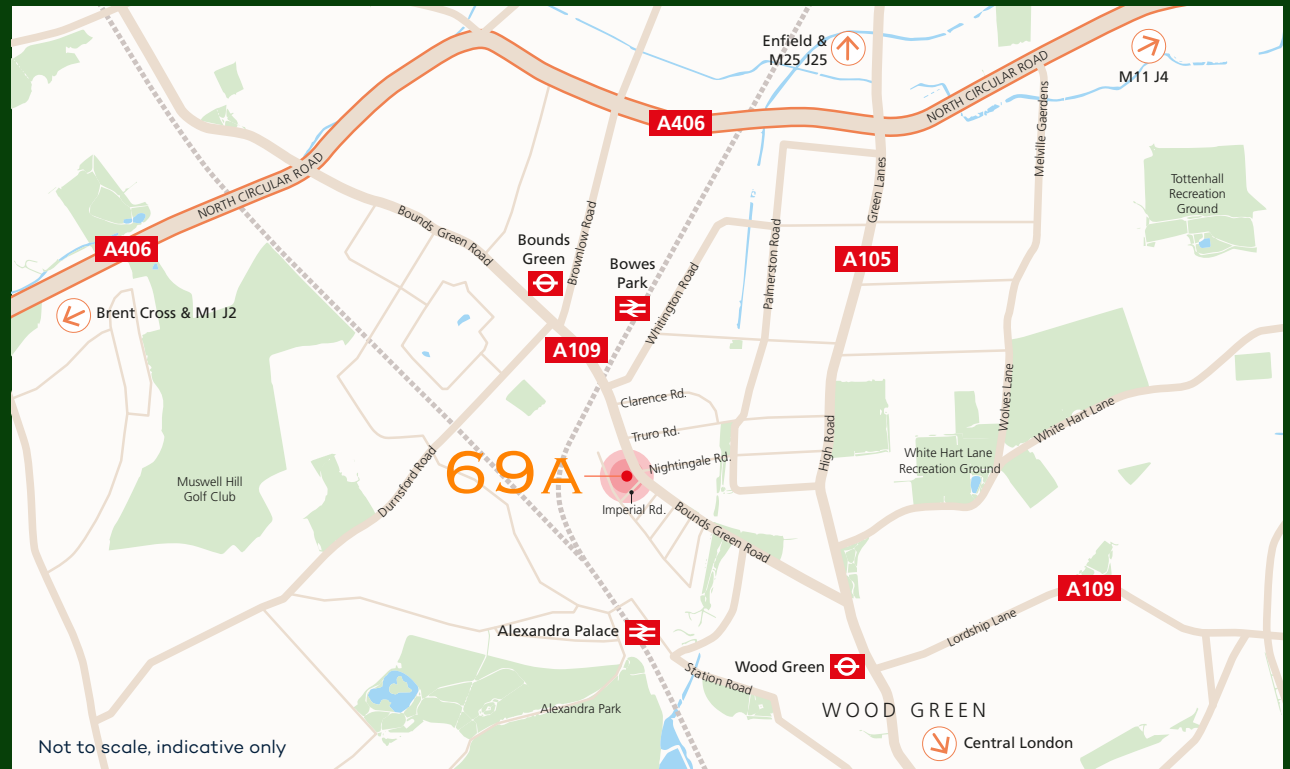 Enfield &
M25 J25
M11 J4
NORTH CIRCULAR ROAD
A406
Melville Gaerdens
NORTH CIRCULAR ROAD
Green Lanes
Tottenhall
Recreation
Ground
A406
Bounds Green Road
Bounds
Green
Brownlow Road
Bowes
Park
Whitington Road
Palmerston Road
A105
Brent Cross & M1 J2
A109
Clarence Rd.
Truro Rd.
Nightingale Rd.
High Road
Wolves Lane
White Hart Lane
White Hart Lane
Recreation Ground
Muswell Hill
Golf Club
Durnsford Road
69A
Imperial Rd.
Bounds Green Road
A109
Lordship Lane
Alexandra Palace
Wood Green
Station Road
Alexandra Park
WOOD GREEN
Central London
Not to scale, indicative only